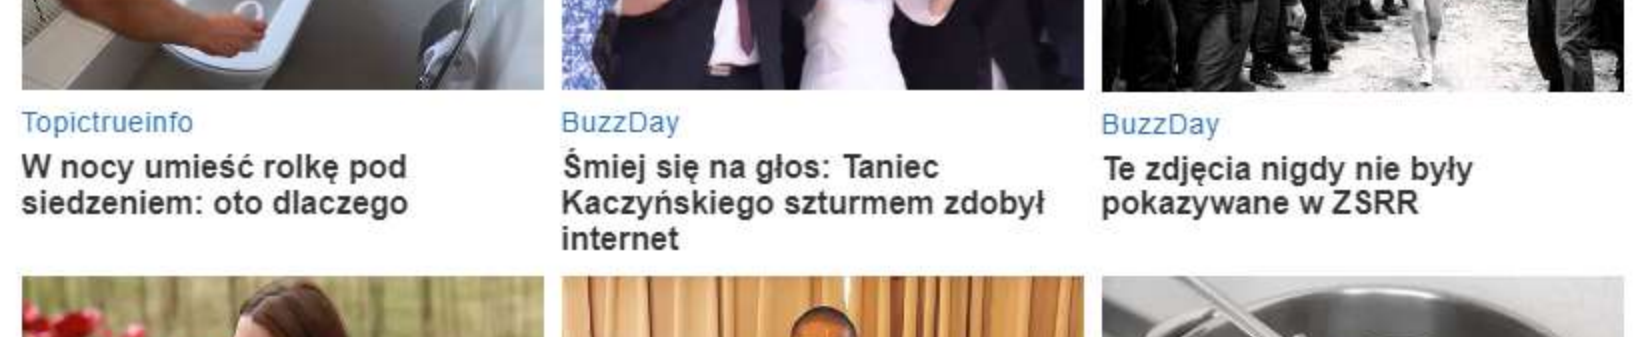 Topictrueinfo
W nocy umieść rolkę pod
siedzeniem: oto dlaczego
BuzzDay
Śmiej się na głos: Taniec
Kaczyńskiego szturmem zdobył
internet
BuzzDay
Te zdjęcia nigdy nie były
pokazywane w ZSRR